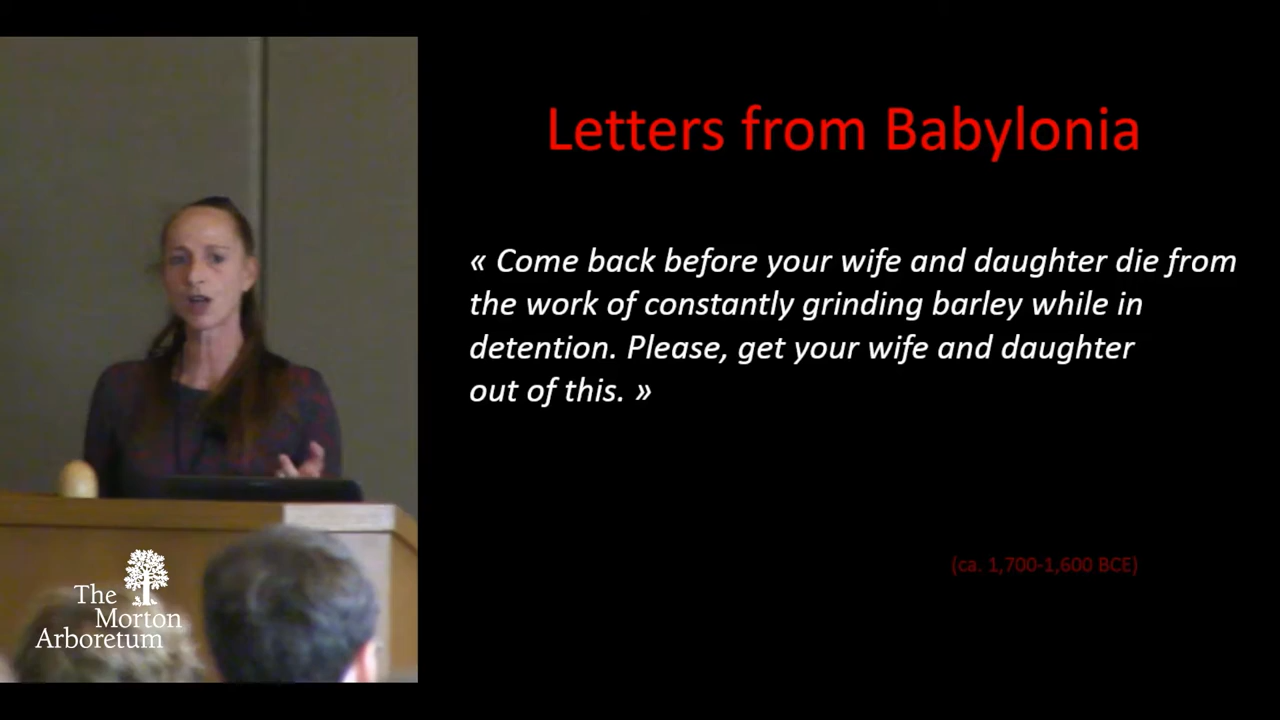 Letters from Babylonia
« Come back before your wife and daughter die from
the work of constantly grinding barley while in
detention. Please, get your wife and daughter
out of this. »
(ca. 1,700-1,600 BCE)
The
Morton
Arboretum